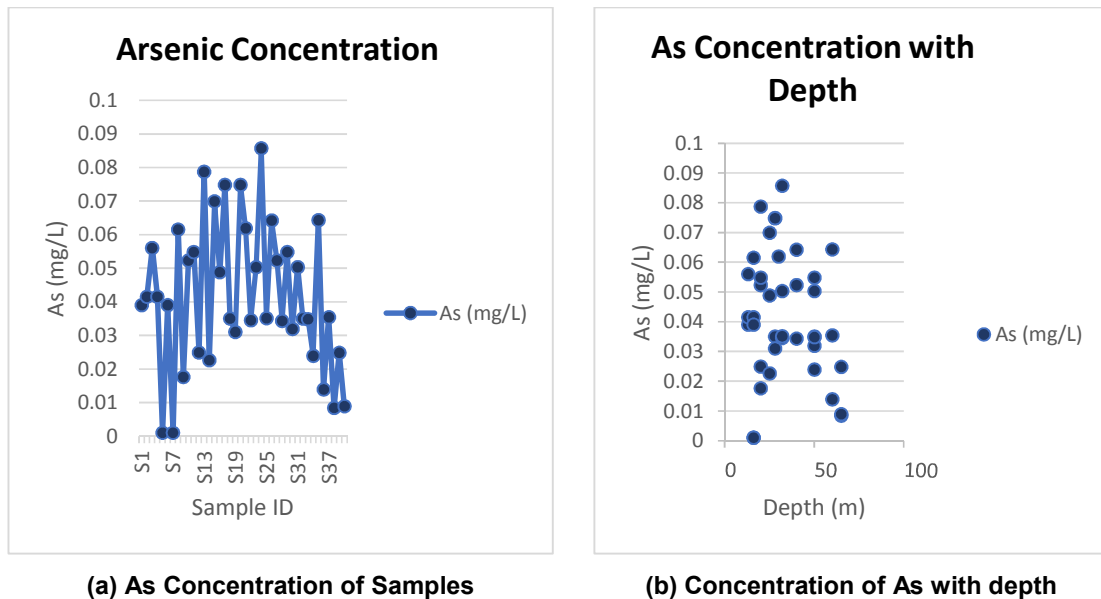 Arsenic Concentration
0.1
0.09
0.08
0.07
0.06
0.05
0.04
0.03
0.02
0.01
0
As (mg/L)
S1
S7
S13
S19
S25
S31
S37
Sample ID
As (mg/L)
(a) As Concentration of Samples
As Concentration with
Depth
0.1
0.09
0.08
0.07
0.06
0.05
0.04
0.03
0.02
0.01
0
As (mg/L)
0 50 100
Depth (m)
As (mg/L)
(b) Concentration of As with depth